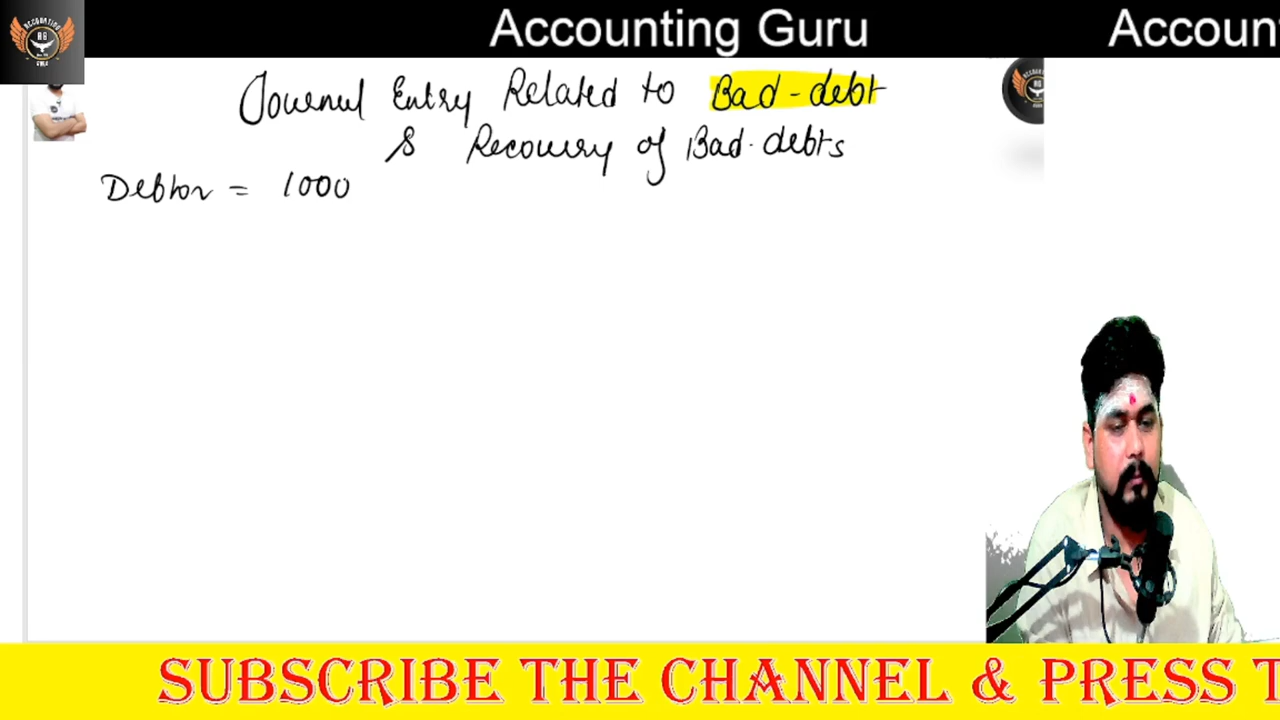 Accounting Guru
Accoun
Journal Entry Related to Bad-debt
& Recovery of Bad-debts
Debtor = 1000
SUBSCRIBE THE CHANNEL & PRESS T